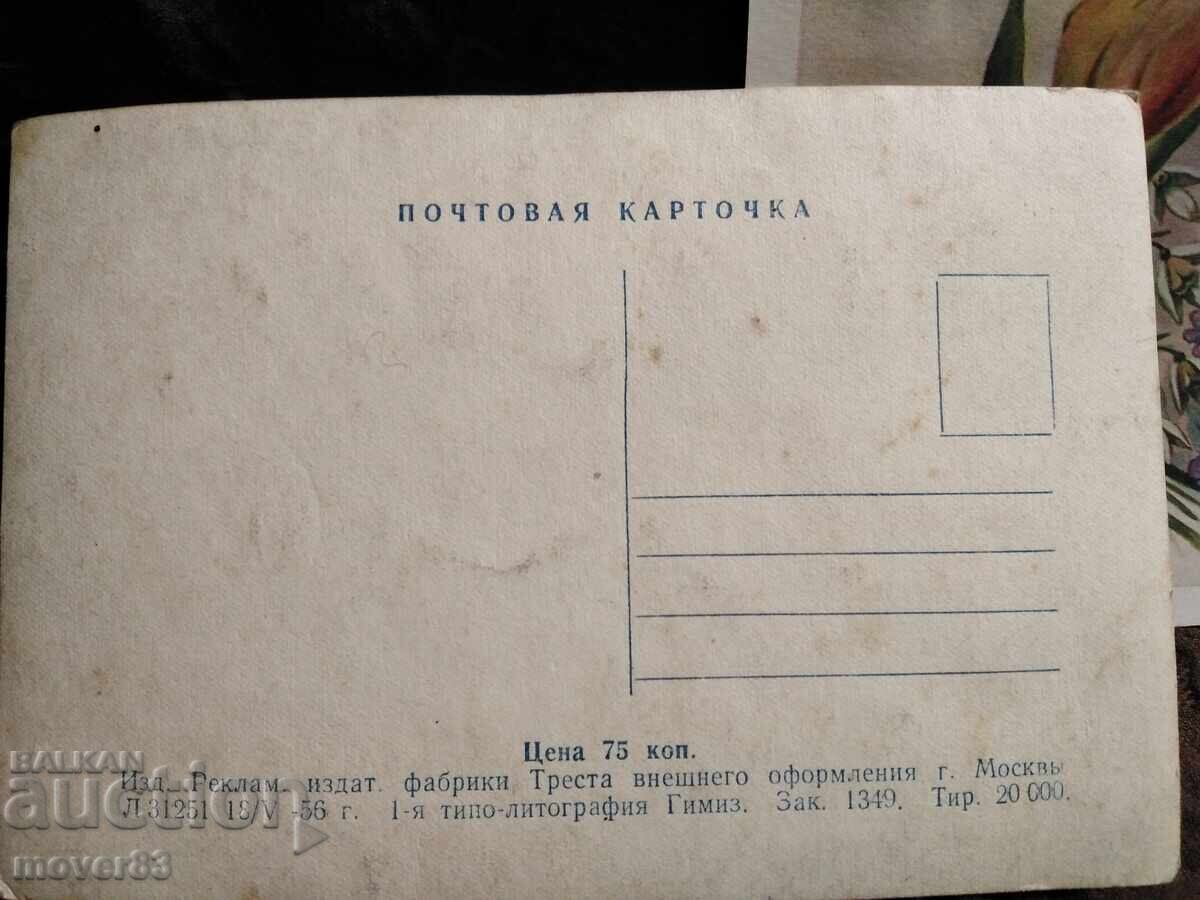 ПОЧТОВАЯ КАРТОЧКА
Цена 75 коп.
Изд. Реклам. издат. фабрики Треста внешнего оформления г. Москвы
Л 31251 18/V -56 г. 1-я типо-литография Гимиз. Зак. 1349. Тир. 20 000.
BALKAN
auction
mover83